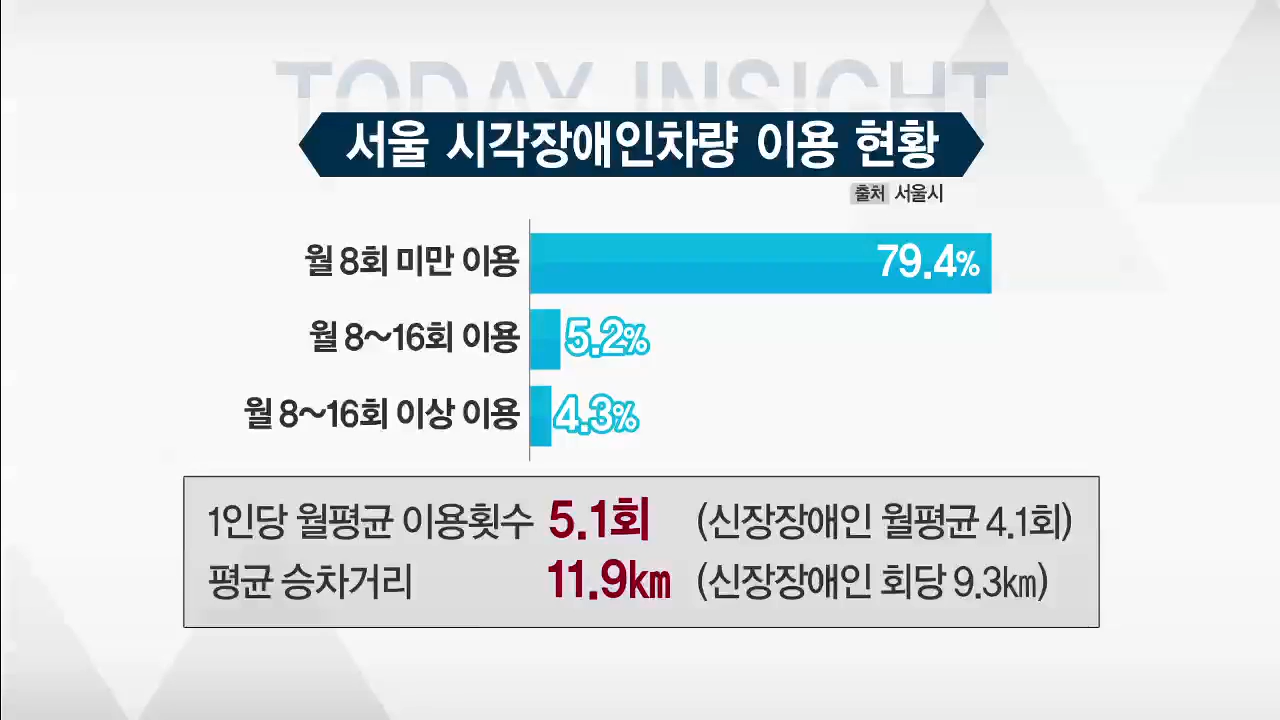 TODAY INSIGHT
서울 시각장애인차량 이용 현황
출처 서울시
월 8회 미만 이용 79.4%
월 8~16회 이용 5.2%
월 8~16회 이상 이용 4.3%
1인당 월평균 이용횟수 5.1회 (신장장애인 월평균 4.1회)
평균 승차거리 11.9km (신장장애인 회당 9.3km)